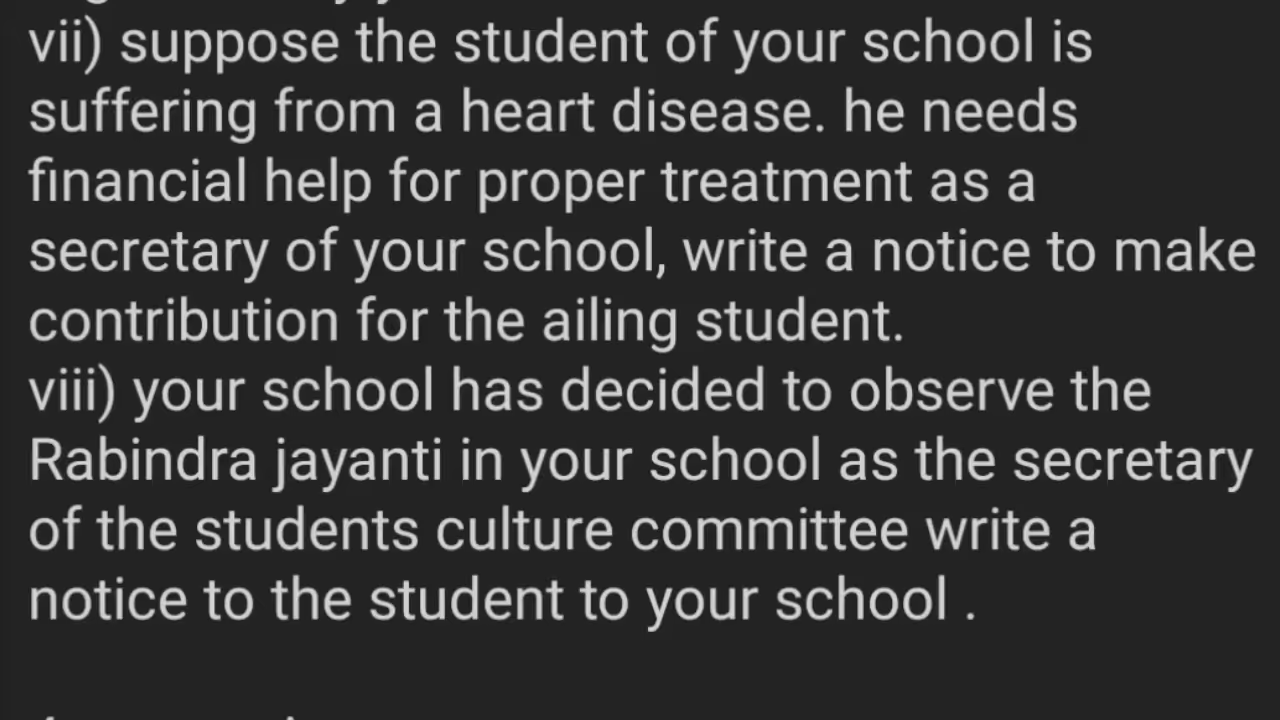 vii) suppose the student of your school is
suffering from a heart disease. he needs
financial help for proper treatment as a
secretary of your school, write a notice to make
contribution for the ailing student.
viii) your school has decided to observe the
Rabindra jayanti in your school as the secretary
of the students culture committee write a
notice to the student to your school .